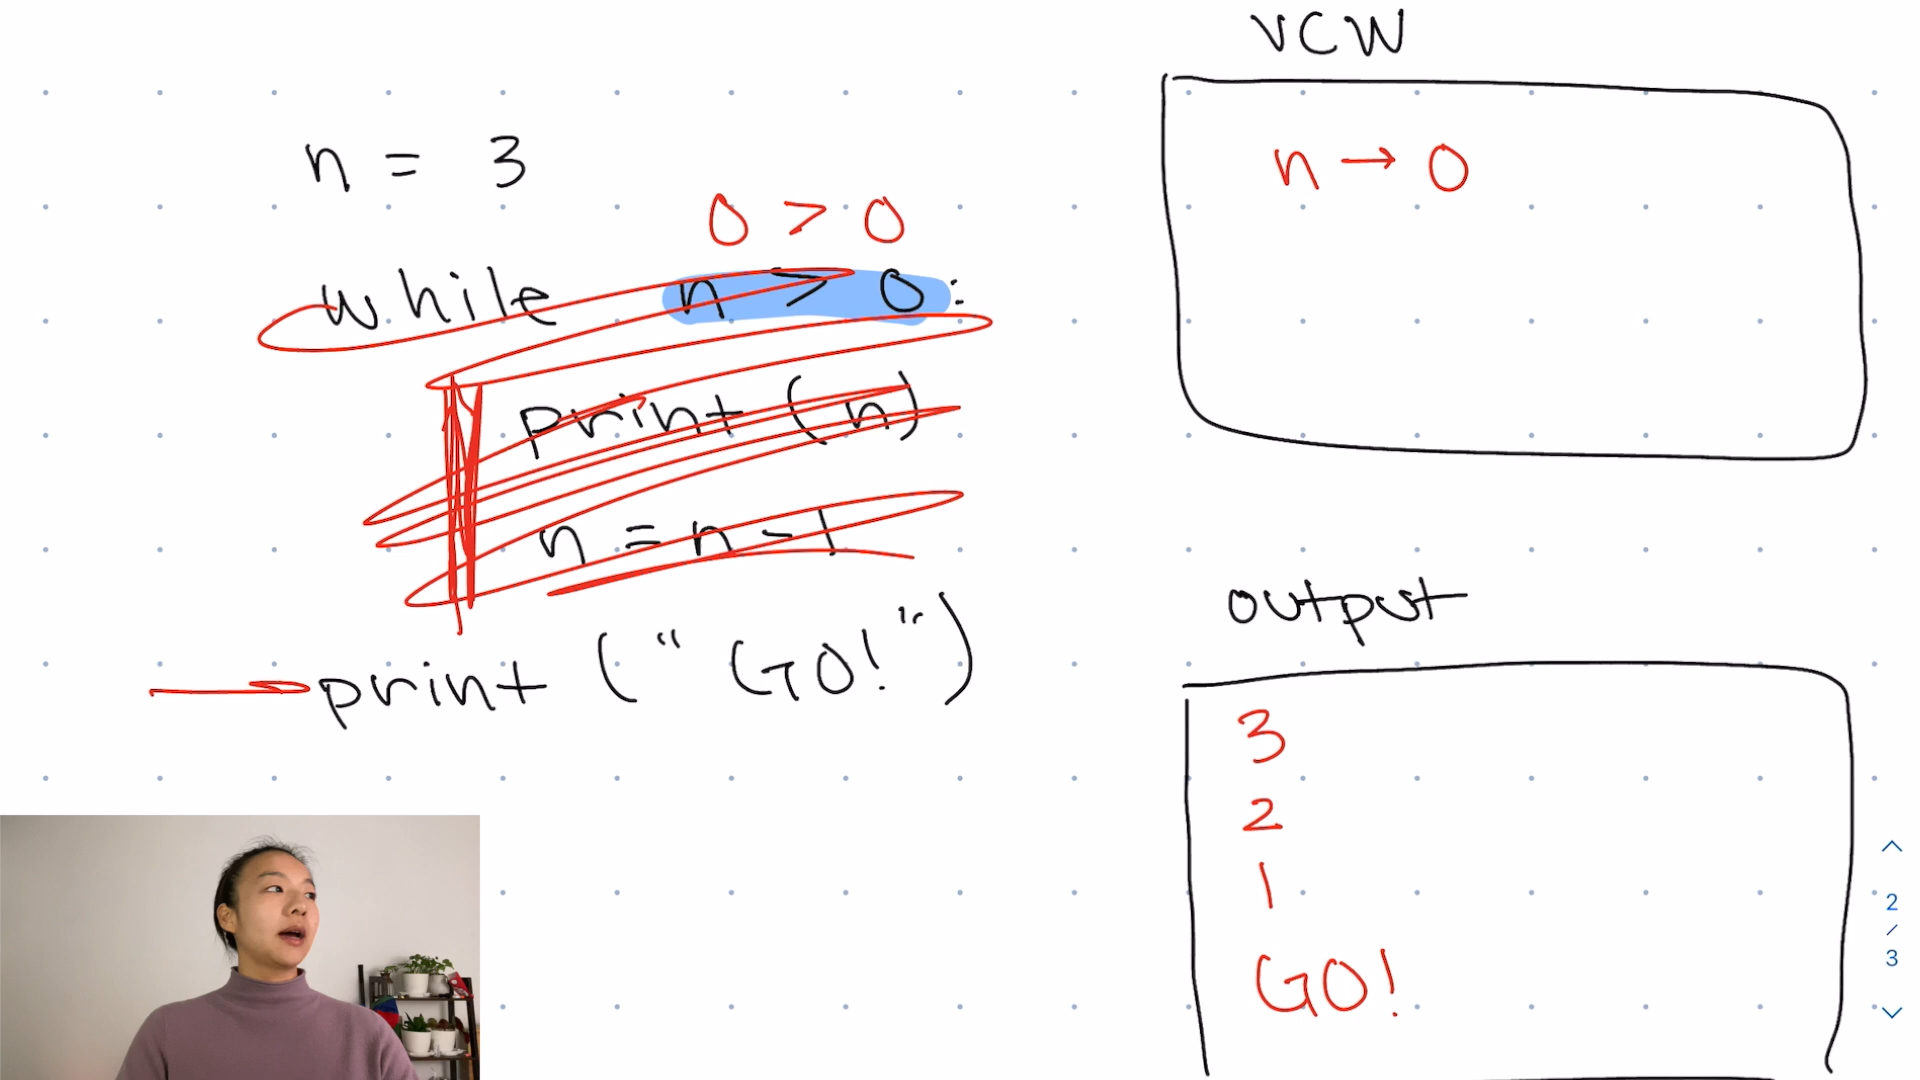 n = 3
0 > 0
while n > 0:
print (n)
n = n - 1
print (" GO! ")
VCW
n → 0
output
3
2
1
GO!
2
/
3